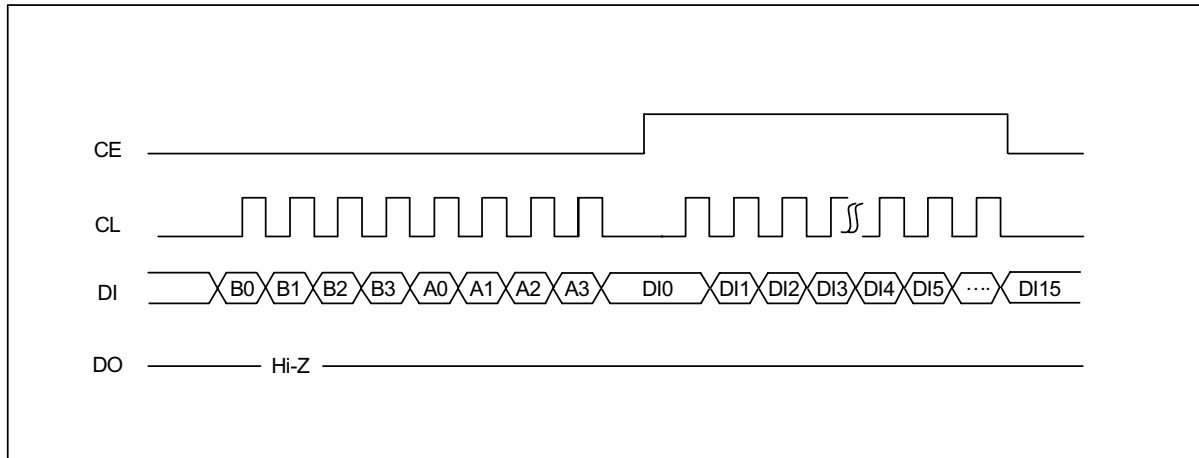 CE
CL
DI B0 B1 B2 B3 A0 A1 A2 A3 DI0 DI1 DI2 DI3 DI4 DI5 ···· DI15
DO Hi-Z